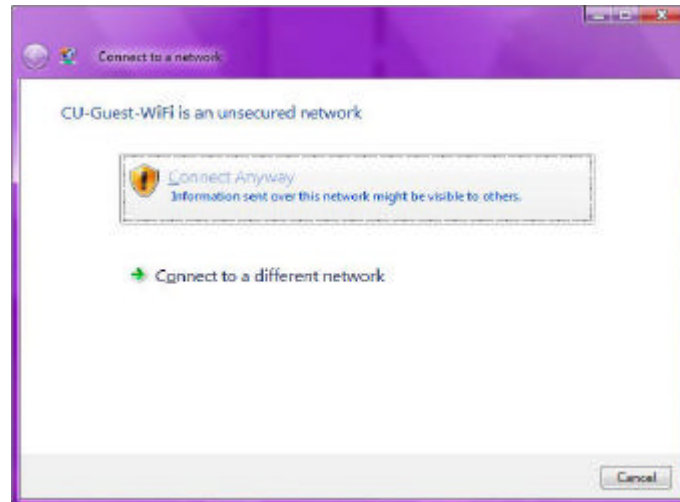 Connect to a network
CU-Guest-WiFi is an unsecured network
Connect Anyway
Information sent over this network might be visible to others.
Connect to a different network
Cancel